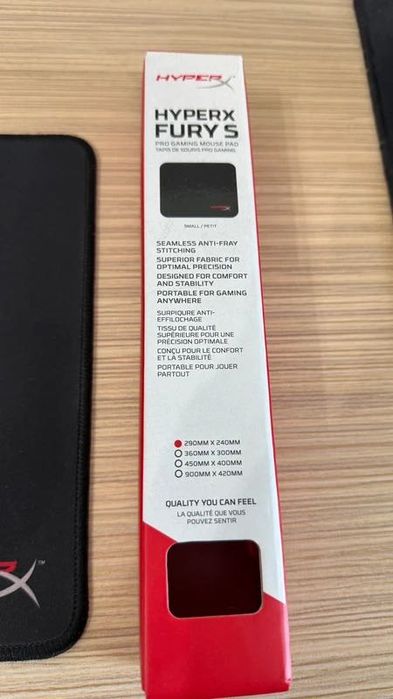 HYPERX
HYPERX
FURY S
PRO GAMING MOUSE PAD
TAPIS DE SOURIS PRO GAMING
SMALL / PETIT
SEAMLESS ANTI-FRAY
STITCHING
SUPERIOR FABRIC FOR
OPTIMAL PRECISION
DESIGNED FOR COMFORT
AND STABILITY
PORTABLE FOR GAMING
ANYWHERE
SURPIQURE ANTI-
EFFILOCHAGE
TISSU DE QUALITÉ
SUPÉRIEURE POUR UNE
PRÉCISION OPTIMALE
CONÇU POUR LE CONFORT
ET LA STABILITÉ
PORTABLE POUR JOUER
PARTOUT
290MM X 240MM
360MM X 300MM
450MM X 400MM
900MM X 420MM
QUALITY YOU CAN FEEL
LA QUALITÉ QUE VOUS
POUVEZ SENTIR
RX™